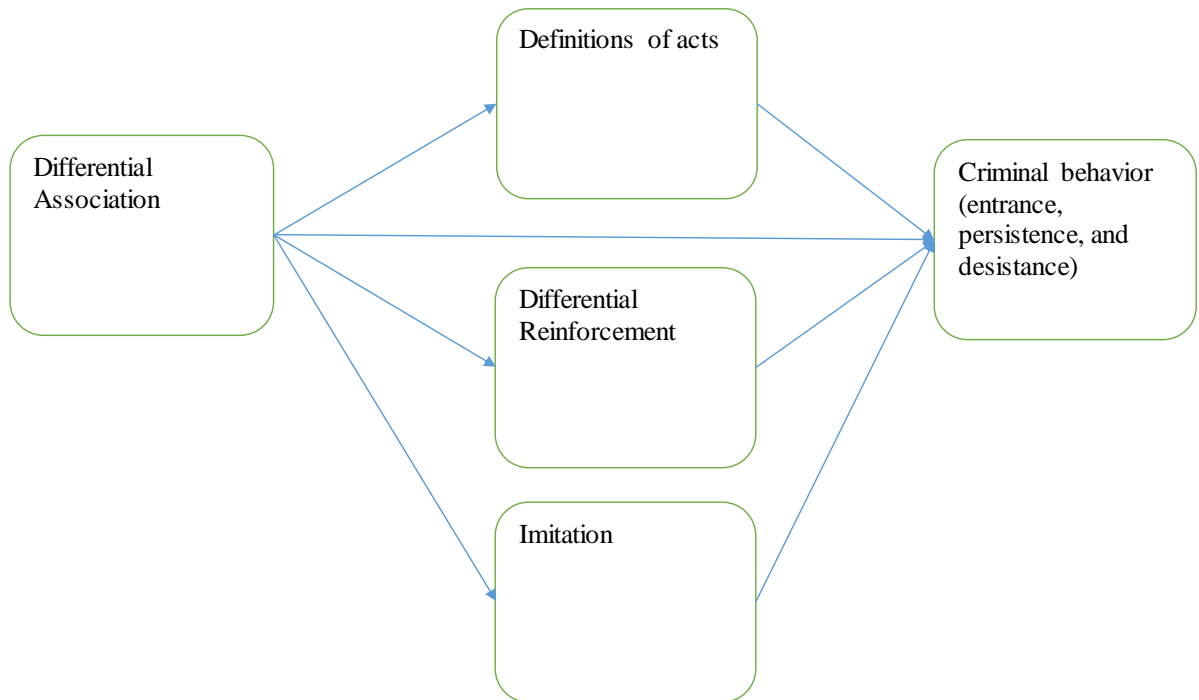 Definitions of acts
Differential
Association
Criminal behavior
(entrance,
persistence, and
desistance)
Differential
Reinforcement
Imitation